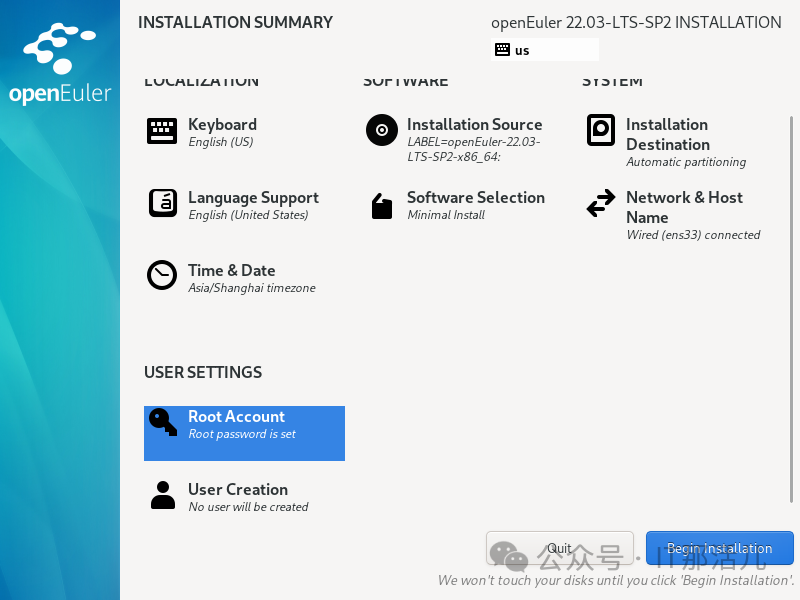 INSTALLATION SUMMARY
openEuler 22.03-LTS-SP2 INSTALLATION
us
openEuler
LOCALIZATION
Keyboard
English (US)
Language Support
English (United States)
Time & Date
Asia/Shanghai timezone
SOFTWARE
Installation Source
LABEL=openEuler-22.03-
LTS-SP2-x86_64:
Software Selection
Minimal Install
SYSTEM
Installation
Destination
Automatic partitioning
Network & Host
Name
Wired (ens33) connected
USER SETTINGS
Root Account
Root password is set
User Creation
No user will be created
Quit
Begin Installation
公众号 · IT那活儿
We won't touch your disks until you click 'Begin Installation'.